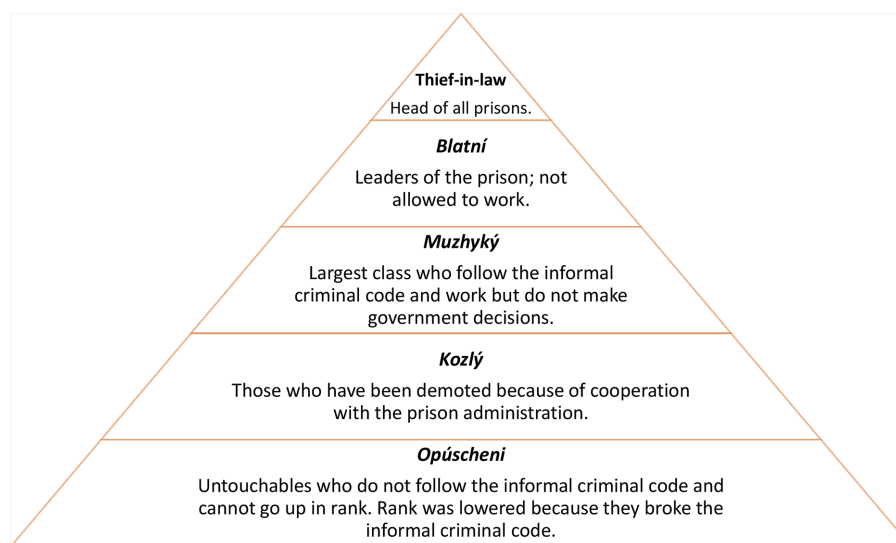 Thief-in-law
Head of all prisons.
Blatní
Leaders of the prison; not
allowed to work.
Muzhyký
Largest class who follow the informal
criminal code and work but do not make
government decisions.
Kozlý
Those who have been demoted because of cooperation
with the prison administration.
Opúscheni
Untouchables who do not follow the informal criminal code and
cannot go up in rank. Rank was lowered because they broke the
informal criminal code.